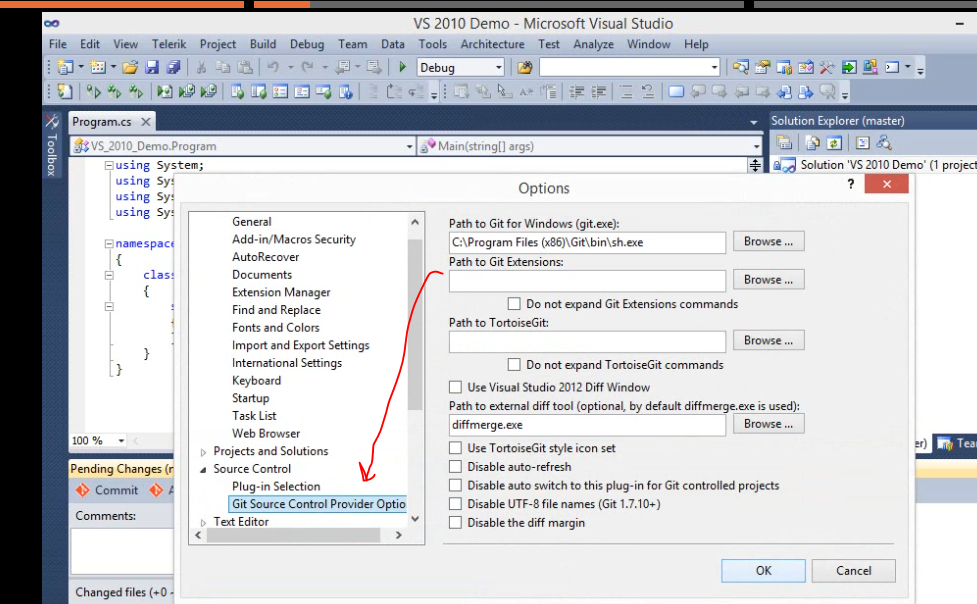 VS 2010 Demo - Microsoft Visual Studio
File Edit View Telerik Project Build Debug Team Data Tools Architecture Test Analyze Window Help
Debug
Program.cs
Solution Explorer (master)
VS_2010_Demo.Program
Main(string[] args)
Solution 'VS 2010 Demo' (1 project
Toolbox
using System;
using Sys
using Sys
using Sys
namespace
{
clas
{
}
}
100 %
Options
?
General
Add-in/Macros Security
AutoRecover
Documents
Extension Manager
Find and Replace
Fonts and Colors
Import and Export Settings
International Settings
Keyboard
Startup
Task List
Web Browser
Projects and Solutions
Source Control
Plug-in Selection
Git Source Control Provider Optio
Text Editor
Path to Git for Windows (git.exe):
C:\Program Files (x86)\Git\bin\sh.exe
Browse ...
Path to Git Extensions:
Browse ...
Do not expand Git Extensions commands
Path to TortoiseGit:
Browse ...
Do not expand TortoiseGit commands
Use Visual Studio 2012 Diff Window
Path to external diff tool (optional, by default diffmerge.exe is used):
diffmerge.exe
Browse ...
Use TortoiseGit style icon set
Disable auto-refresh
Disable auto switch to this plug-in for Git controlled projects
Disable UTF-8 file names (Git 1.7.10+)
Disable the diff margin
OK
Cancel
er)
Tea
Pending Changes (
Commit
Comments:
Changed files (+0